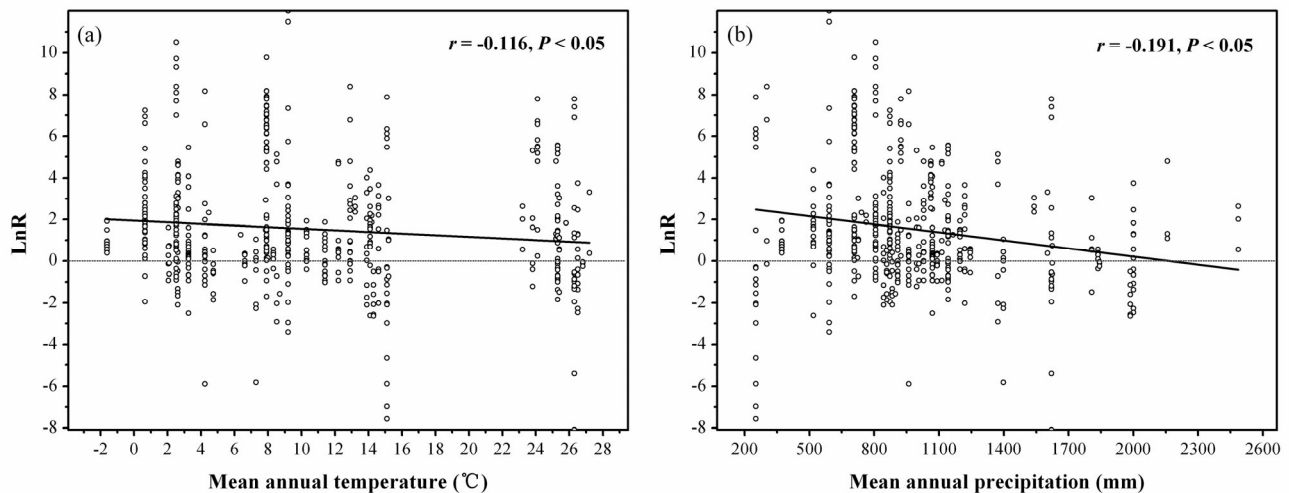 (a)
r = -0.116, P < 0.05
LnR
10
8
6
4
2
0
-2
-4
-6
-8
-2 0 2 4 6 8 10 12 14 16 18 20 22 24 26 28
Mean annual temperature (℃)
(b)
r = -0.191, P < 0.05
LnR
10
8
6
4
2
0
-2
-4
-6
-8
200 500 800 1100 1400 1700 2000 2300 2600
Mean annual precipitation (mm)